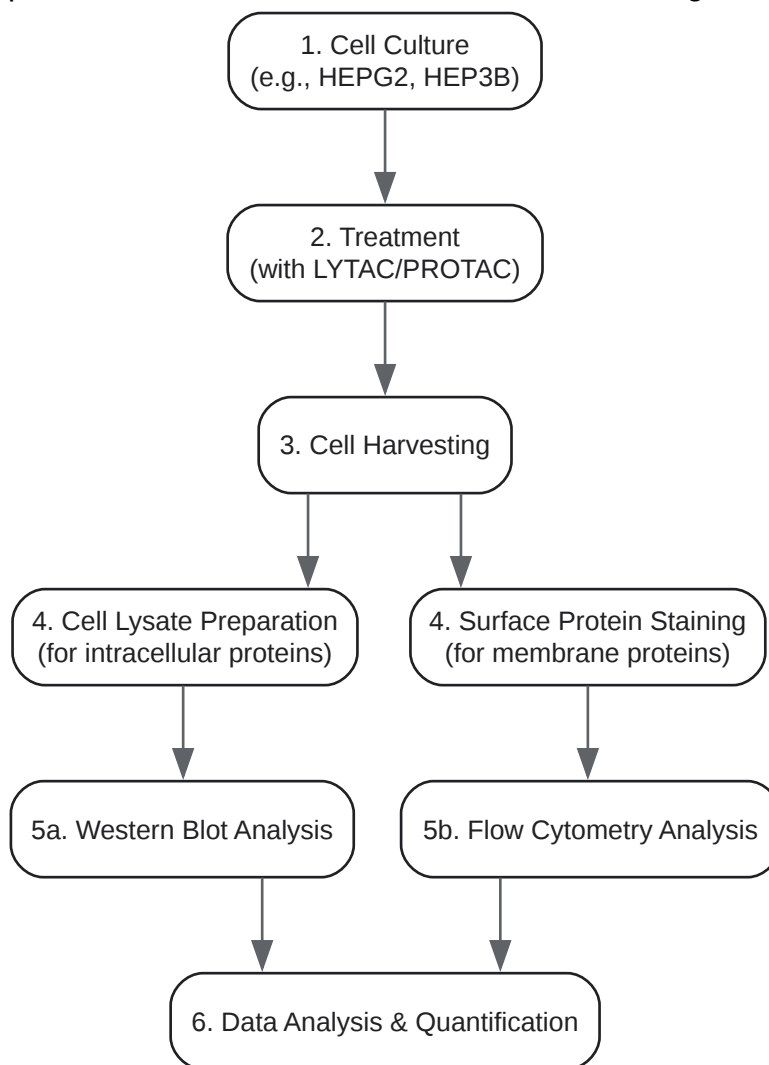 1. Cell Culture
(e.g., HEPG2, HEP3B)
2. Treatment
(with LYTAC/PROTAC)
3. Cell Harvesting
4. Cell Lysate Preparation
(for intracellular proteins)
4. Surface Protein Staining
(for membrane proteins)
5a. Western Blot Analysis
5b. Flow Cytometry Analysis
6. Data Analysis & Quantification